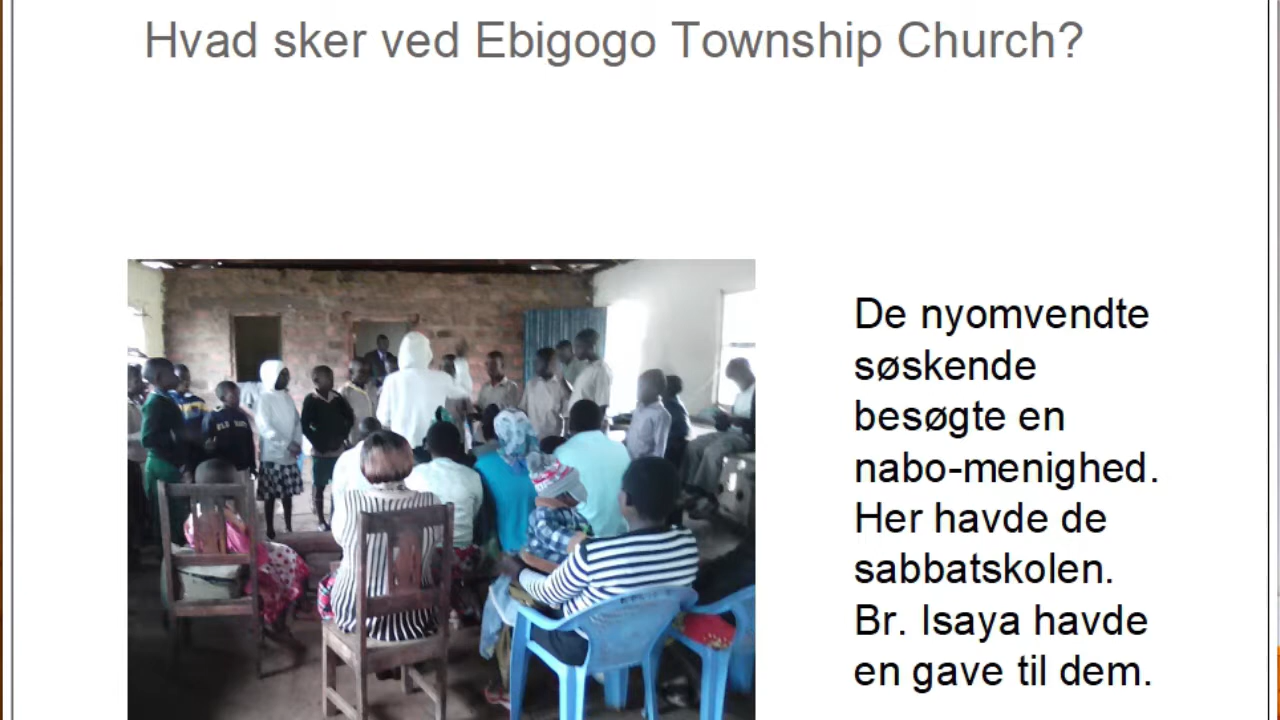 Hvad sker ved Ebigogo Township Church?
De nyomvendte
søskende
besøgte en
nabo-menighed.
Her havde de
sabbatskolen.
Br. Isaya havde
en gave til dem.